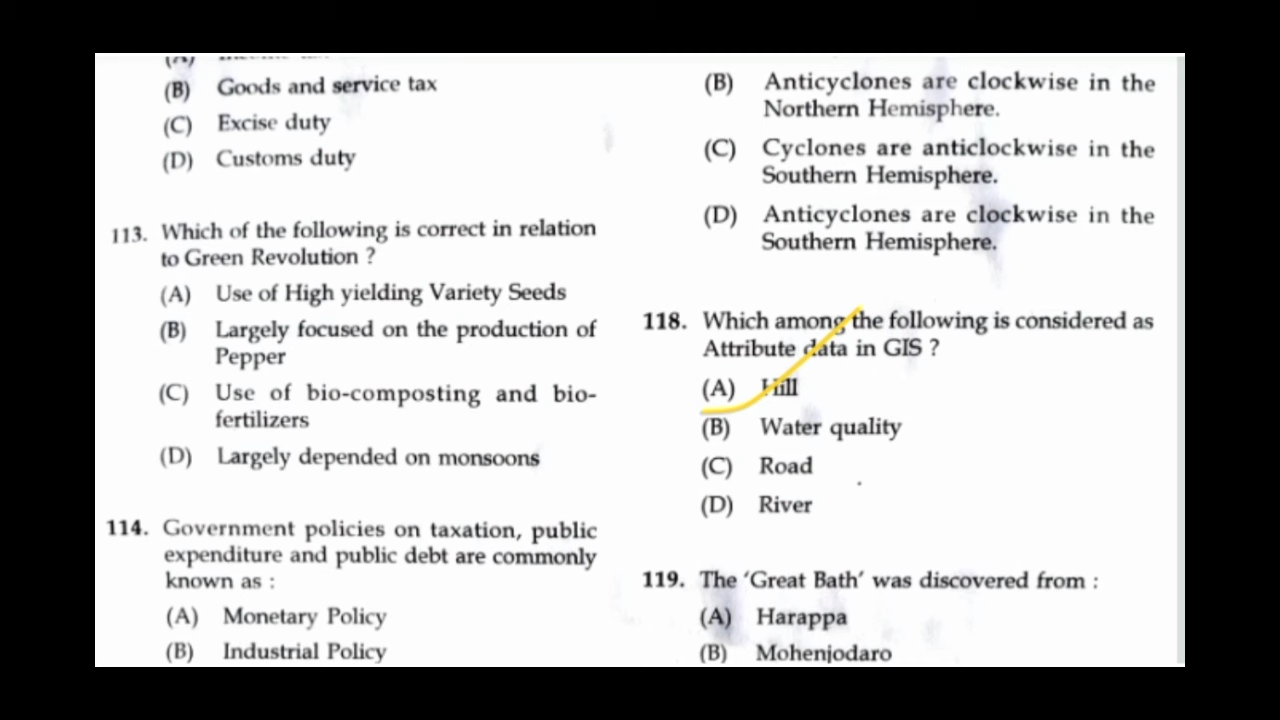 (B) Goods and service tax
(C) Excise duty
(D) Customs duty
113. Which of the following is correct in relation
to Green Revolution ?
(A) Use of High yielding Variety Seeds
(B) Largely focused on the production of
Pepper
(C) Use of bio-composting and bio-
fertilizers
(D) Largely depended on monsoons
114. Government policies on taxation, public
expenditure and public debt are commonly
known as :
(A) Monetary Policy
(B) Industrial Policy
(B) Anticyclones are clockwise in the
Northern Hemisphere.
(C) Cyclones are anticlockwise in the
Southern Hemisphere.
(D) Anticyclones are clockwise in the
Southern Hemisphere.
118. Which among the following is considered as
Attribute data in GIS ?
(A) Hill
(B) Water quality
(C) Road
(D) River
119. The 'Great Bath' was discovered from :
(A) Harappa
(B) Mohenjodaro